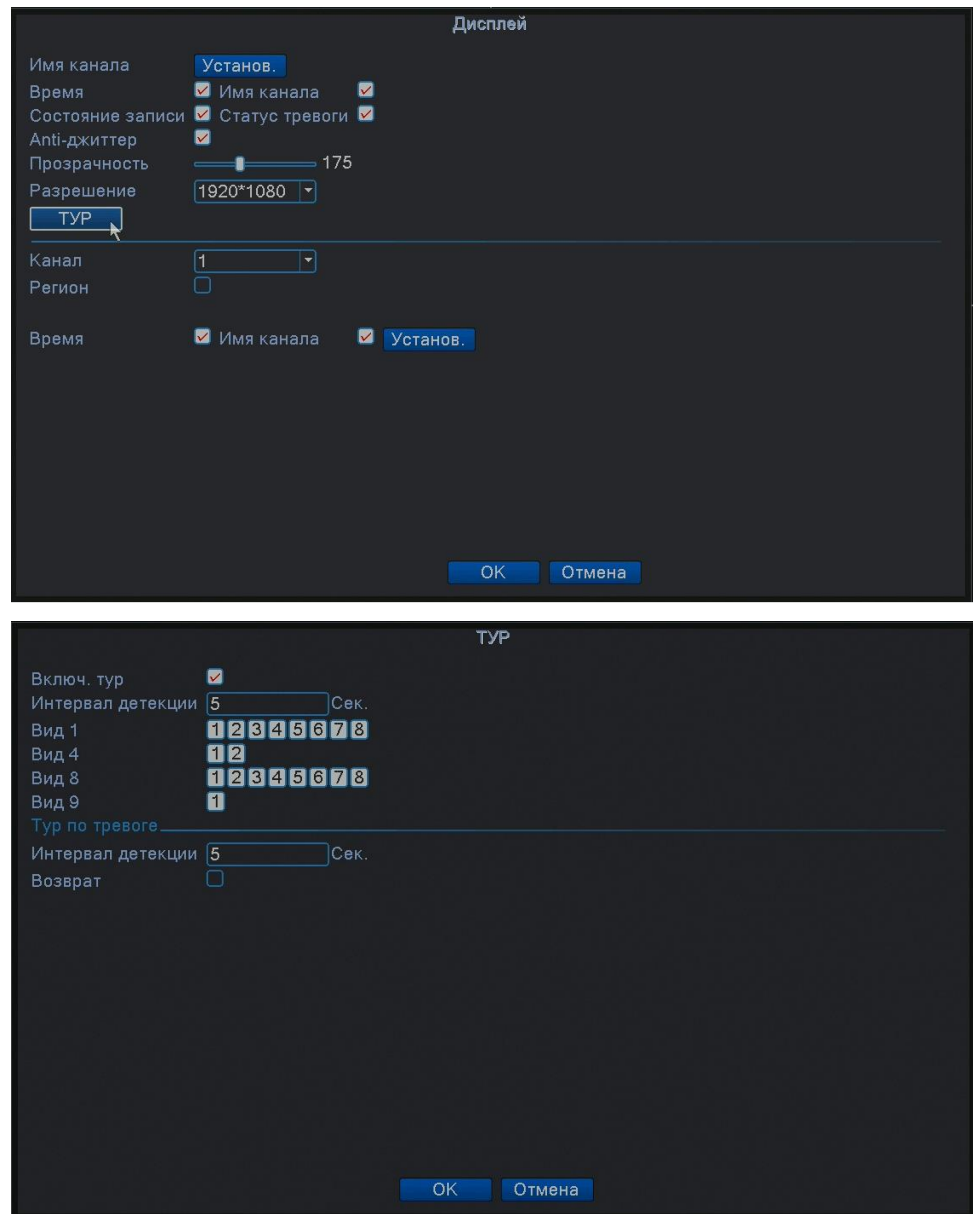 Дисплей
Имя канала Установ.
Время Имя канала
Состояние записи Статус тревоги
Anti-джиттер
Прозрачность 175
Разрешение 1920*1080
ТУР
Канал 1
Регион
Время Имя канала Установ.
OK Отмена
ТУР
Включ. тур
Интервал детекции 5 Сек.
Вид 1 1 2 3 4 5 6 7 8
Вид 4 1 2
Вид 8 1 2 3 4 5 6 7 8
Вид 9 1
Тур по тревоге
Интервал детекции 5 Сек.
Возврат
OK Отмена